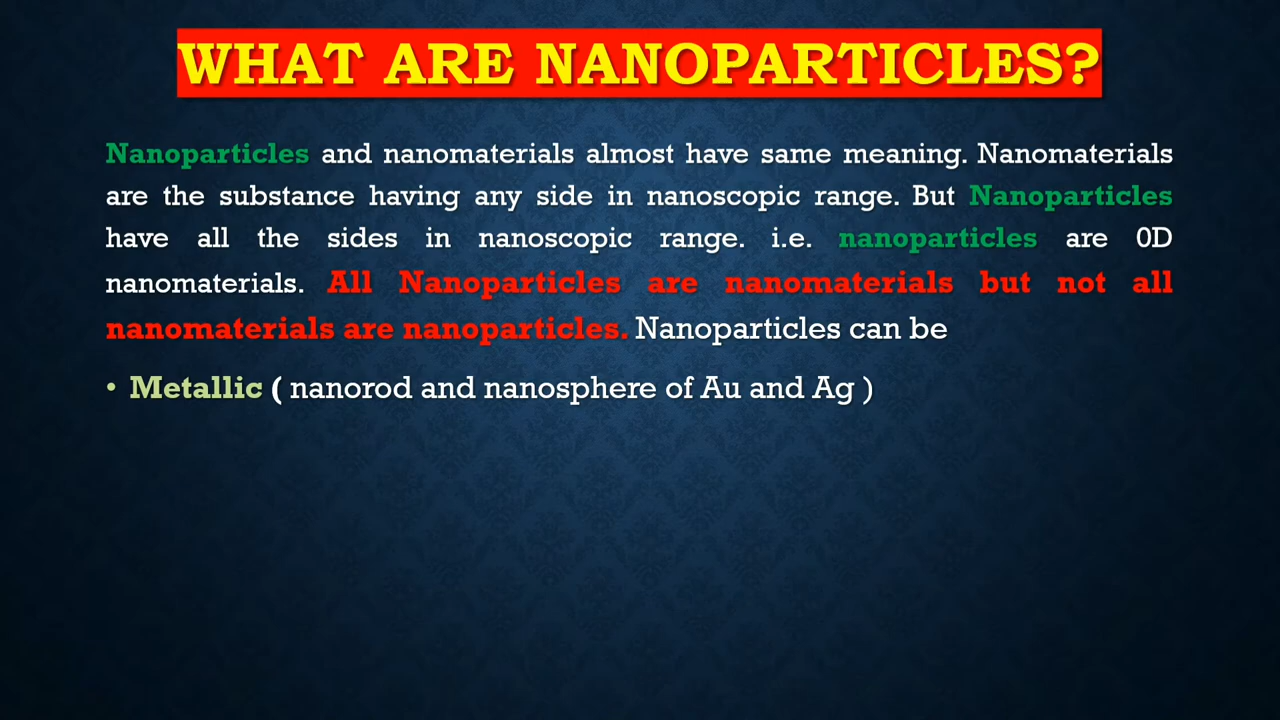 WHAT ARE NANOPARTICLES?
Nanoparticles and nanomaterials almost have same meaning. Nanomaterials
are the substance having any side in nanoscopic range. But Nanoparticles
have all the sides in nanoscopic range. i.e. nanoparticles are 0D
nanomaterials. All Nanoparticles are nanomaterials but not all
nanomaterials are nanoparticles. Nanoparticles can be
• Metallic ( nanorod and nanosphere of Au and Ag )